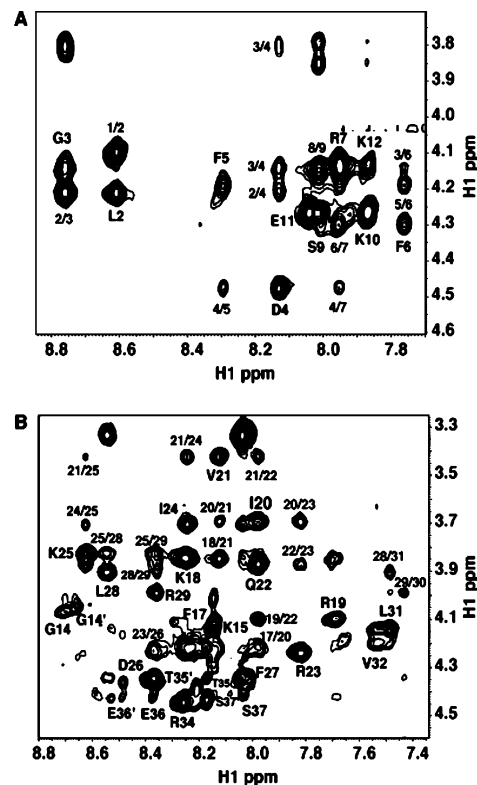 A
3/4
3.8
3.9
4.0
G3
1/2
F5
8/9
R7
K12
4.1
3/4
3/6
2/4
5/6
4.2
2/3
L2
E11
S9
6/7
K10
F6
4.3
4.4
4/5
D4
4/7
4.5
4.6
8.8
8.6
8.4
8.2
8.0
7.8
H1 ppm
H1 ppm
B
3.3
21/24
21/25
V21
21/22
3.5
24/25
I24
20/21
I20
20/23
3.7
25/28
25/29
18/21
28/31
K25
22/23
3.9
L28
28/29
K18
Q22
29/30
R29
G14
G14'
F17
K15
19/22
R19
L31
4.1
23/26
17/20
V32
D26
T35'
T35
F27
R23
4.3
E36'
E36
R34
S37'
S37
4.5
8.8
8.6
8.4
8.2
8.0
7.8
7.6
7.4
H1 ppm
H1 ppm